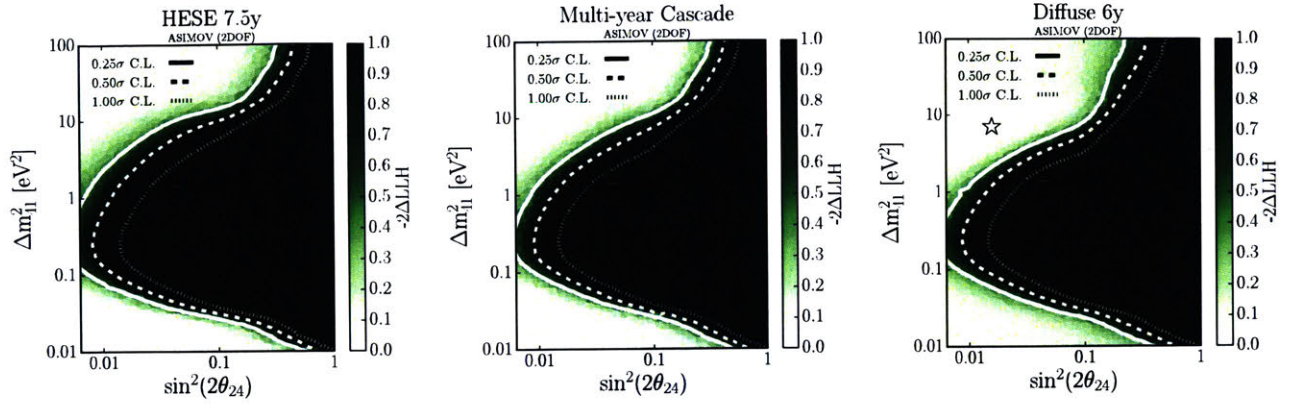 HESE 7.5y
ASIMOV (2DOF)
0.25σ C.L.
0.50σ C.L.
1.00σ C.L.
100
10
1
0.1
0.01
0.01
0.1
1
Δm²₁₁ [eV²]
sin²(2θ₂₄)
1.0
0.9
0.8
0.7
0.6
0.5
0.4
0.3
0.2
0.1
0.0
-2ΔLLH
Multi-year Cascade
ASIMOV (2DOF)
0.25σ C.L.
0.50σ C.L.
1.00σ C.L.
100
10
1
0.1
0.01
0.01
0.1
1
Δm²₁₁ [eV²]
sin²(2θ₂₄)
1.0
0.9
0.8
0.7
0.6
0.5
0.4
0.3
0.2
0.1
0.0
-2ΔLLH
Diffuse 6y
ASIMOV (2DOF)
0.25σ C.L.
0.50σ C.L.
1.00σ C.L.
100
10
1
0.1
0.01
0.01
0.1
1
Δm²₁₁ [eV²]
sin²(2θ₂₄)
1.0
0.9
0.8
0.7
0.6
0.5
0.4
0.3
0.2
0.1
0.0
-2ΔLLH